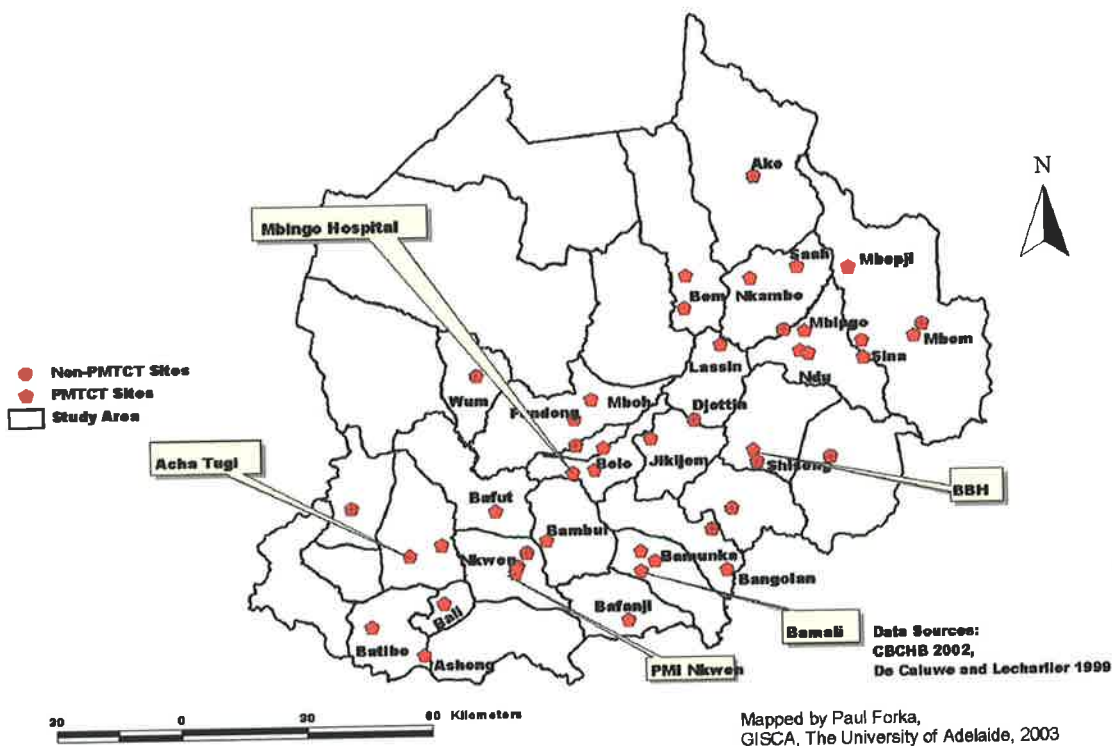 Ako
N
Mbingo Hospital
Saah
Mbepji
Bem
Nkambo
Mbingo
Mbem
Sina
Lassin
Ndu
Non-PMTCT Sites
PMTCT Sites
Study Area
Wum
Fundong
Mboh
Djottin
Acha Tugi
Belo
Jikijem
Shisong
BBH
Bafut
Bambui
Nkwen
Bamunka
Bangolan
Bali
Bafanji
Bamali
Batibo
Ashong
PMI Nkwen
Data Sources:
CBCHB 2002,
De Caluwe and Lecharlier 1999
30 0 30 60 Kilometers
Mapped by Paul Forka,
GISCA, The University of Adelaide, 2003